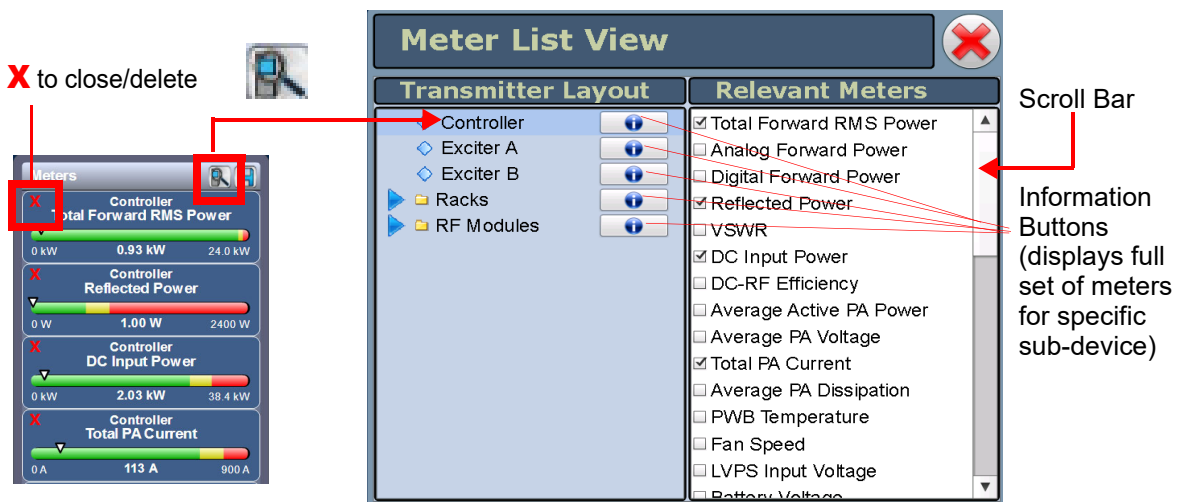 X to close/delete
Meters
X Controller
Total Forward RMS Power
0 kW 0.93 kW 24.0 kW
X Controller
Reflected Power
0 W 1.00 W 2400 W
X Controller
DC Input Power
0 kW 2.03 kW 38.4 kW
X Controller
Total PA Current
0 A 113 A 900 A
Meter List View
Transmitter Layout
Controller
Exciter A
Exciter B
Racks
RF Modules
Relevant Meters
Total Forward RMS Power
Analog Forward Power
Digital Forward Power
Reflected Power
VSWR
DC Input Power
DC-RF Efficiency
Average Active PA Power
Average PA Voltage
Total PA Current
Average PA Dissipation
PWB Temperature
Fan Speed
LVPS Input Voltage
Battery Voltage
Scroll Bar
Information
Buttons
(displays full
set of meters
for specific
sub-device)